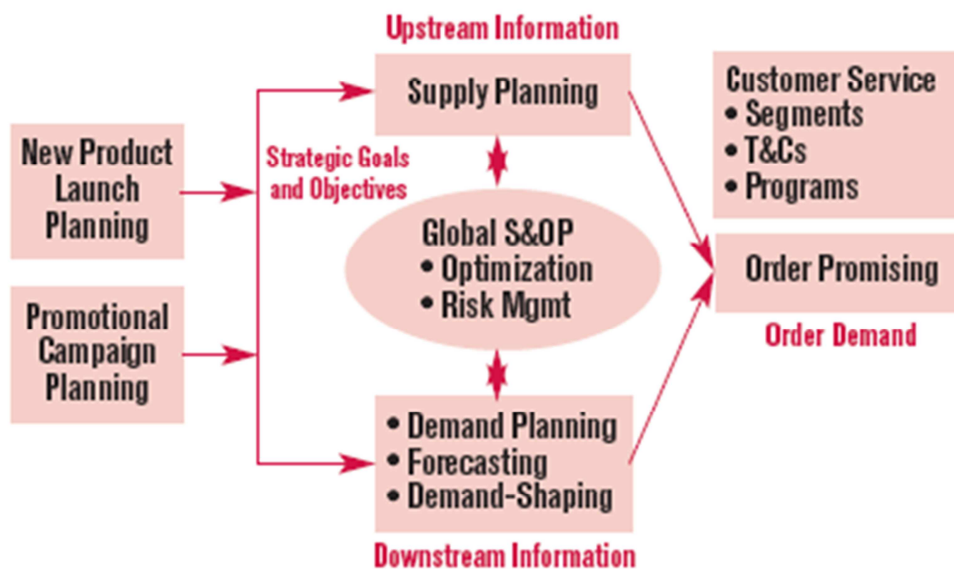 Upstream Information
Supply Planning
New Product
Launch
Planning
Strategic Goals
and Objectives
Promotional
Campaign
Planning
Global S&OP
• Optimization
• Risk Mgmt
• Demand Planning
• Forecasting
• Demand-Shaping
Downstream Information
Customer Service
• Segments
• T&Cs
• Programs
Order Promising
Order Demand